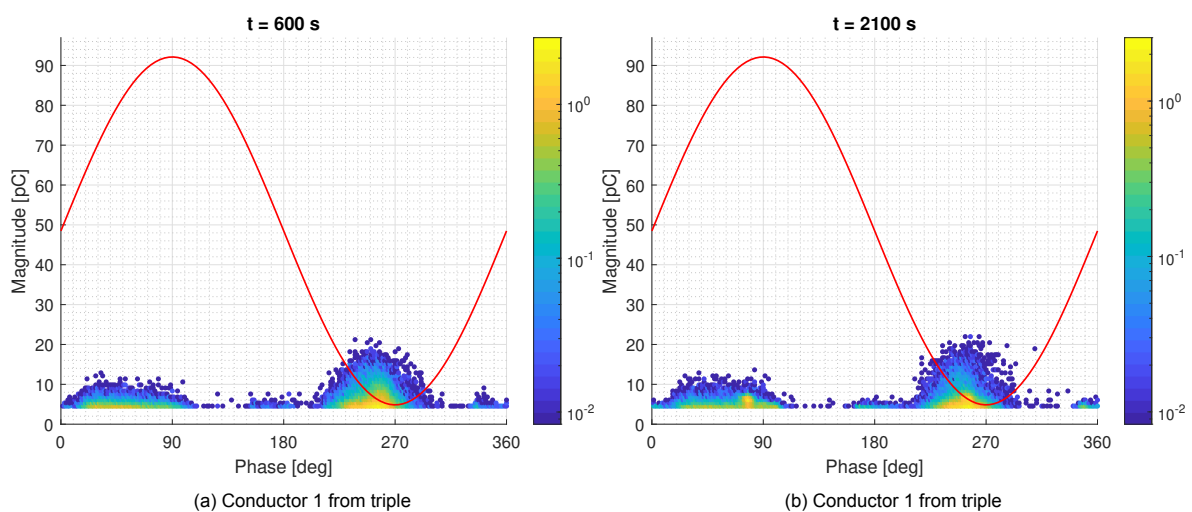 t = 600 s
Magnitude [pC]
90
80
70
60
50
40
30
20
10
0
0 90 180 270 360
Phase [deg]
10^0
10^-1
10^-2
(a) Conductor 1 from triple
t = 2100 s
Magnitude [pC]
90
80
70
60
50
40
30
20
10
0
0 90 180 270 360
Phase [deg]
10^0
10^-1
10^-2
(b) Conductor 1 from triple